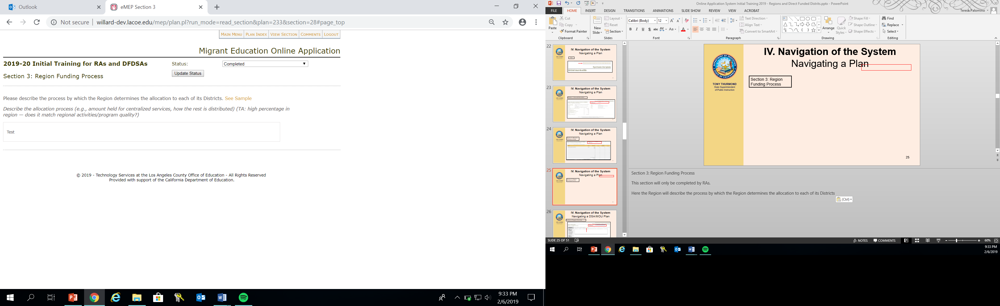 Outlook
eMEP Section 3
Not secure
willard-dev.lacoe.edu/mep/plan.pl?run_mode=read_section&plan=233&section=28#page_top
Main Menu
Plan Index
View Section
Comments
Logout
Migrant Education Online Application
2019-20 Initial Training for RAs and DFDSAs
Status:
Completed
Update Status
Section 3: Region Funding Process
Please describe the process by which the Region determines the allocation to each of its Districts. See Sample
Describe the allocation process (e.g., amount held for centralized services, how the rest is distributed) (TA: high percentage in
region — does it match regional activities/program quality?)
Test
© 2019 - Technology Services at the Los Angeles County Office of Education - All Rights Reserved
Provided with support of the California Department of Education.
9:33 PM
2/6/2019
Online Application System Initial Training 2019 - Regions and Direct Funded Distrits.pptx - PowerPoint
FILE
HOME
INSERT
DESIGN
TRANSITIONS
ANIMATIONS
SLIDE SHOW
REVIEW
VIEW
ACROBAT
Teresa Palomino
Paste
Cut
Copy
Format Painter
Clipboard
New
Slide
Layout
Reset
Section
Slides
Calibri (Body)
12
Font
Text Direction
Align Text
Convert to SmartArt
Paragraph
Arrange
Quick
Styles
Shape Fill
Shape Outline
Shape Effects
Drawing
Find
Replace
Select
Editing
22
IV. Navigation of the System
Navigating a Plan
23
IV. Navigation of the System
Navigating a Plan
24
IV. Navigation of the System
Navigating a Plan
25
IV. Navigation of the System
Navigating a Plan
26
IV. Navigation of the System
Navigating a DSA/MOU Plan
DEPARTMENT OF EDUCATION
STATE OF CALIFORNIA
TONY THURMOND
State Superintendent
of Public Instruction
IV. Navigation of the System
Navigating a Plan
Section 3: Region
Funding Process
25
Section 3: Region Funding Process
This section will only be completed by RAs.
Here the Region will describe the process by which the Region determines the allocation to each of its Districts
(Ctrl)
SLIDE 25 OF 51
NOTES
COMMENTS
60%
9:33 PM
2/6/2019